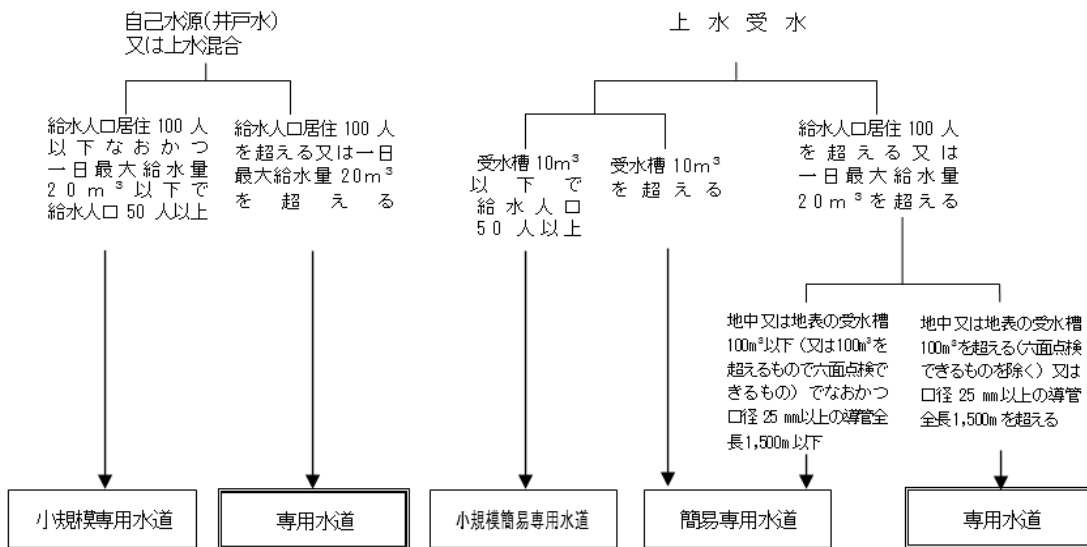 自己水源(井戸水)
又は上水混合
上水受水
給水人口居住 100 人
以下なおかつ
一日最大給水量
20m³以下で
給水人口 50 人以上
給水人口居住 100 人
を超える又は一日
最大給水量 20m³
を超える
受水槽 10m³
以下で
給水人口
50 人以上
受水槽 10m³
を超える
給水人口居住 100 人
を超える又は
一日最大給水量
20m³を超える
地中又は地表の受水槽
100m³以下(又は100m³を
超えるもので六面点検で
きるもの)でなおかつ
口径 25 mm以上の導管全
長1,500m以下
地中又は地表の受水槽
100m³を超える(六面点検
できるものを除く)又は
口径 25 mm以上の導管
全長1,500mを超える
小規模専用水道
専用水道
小規模簡易専用水道
簡易専用水道
専用水道